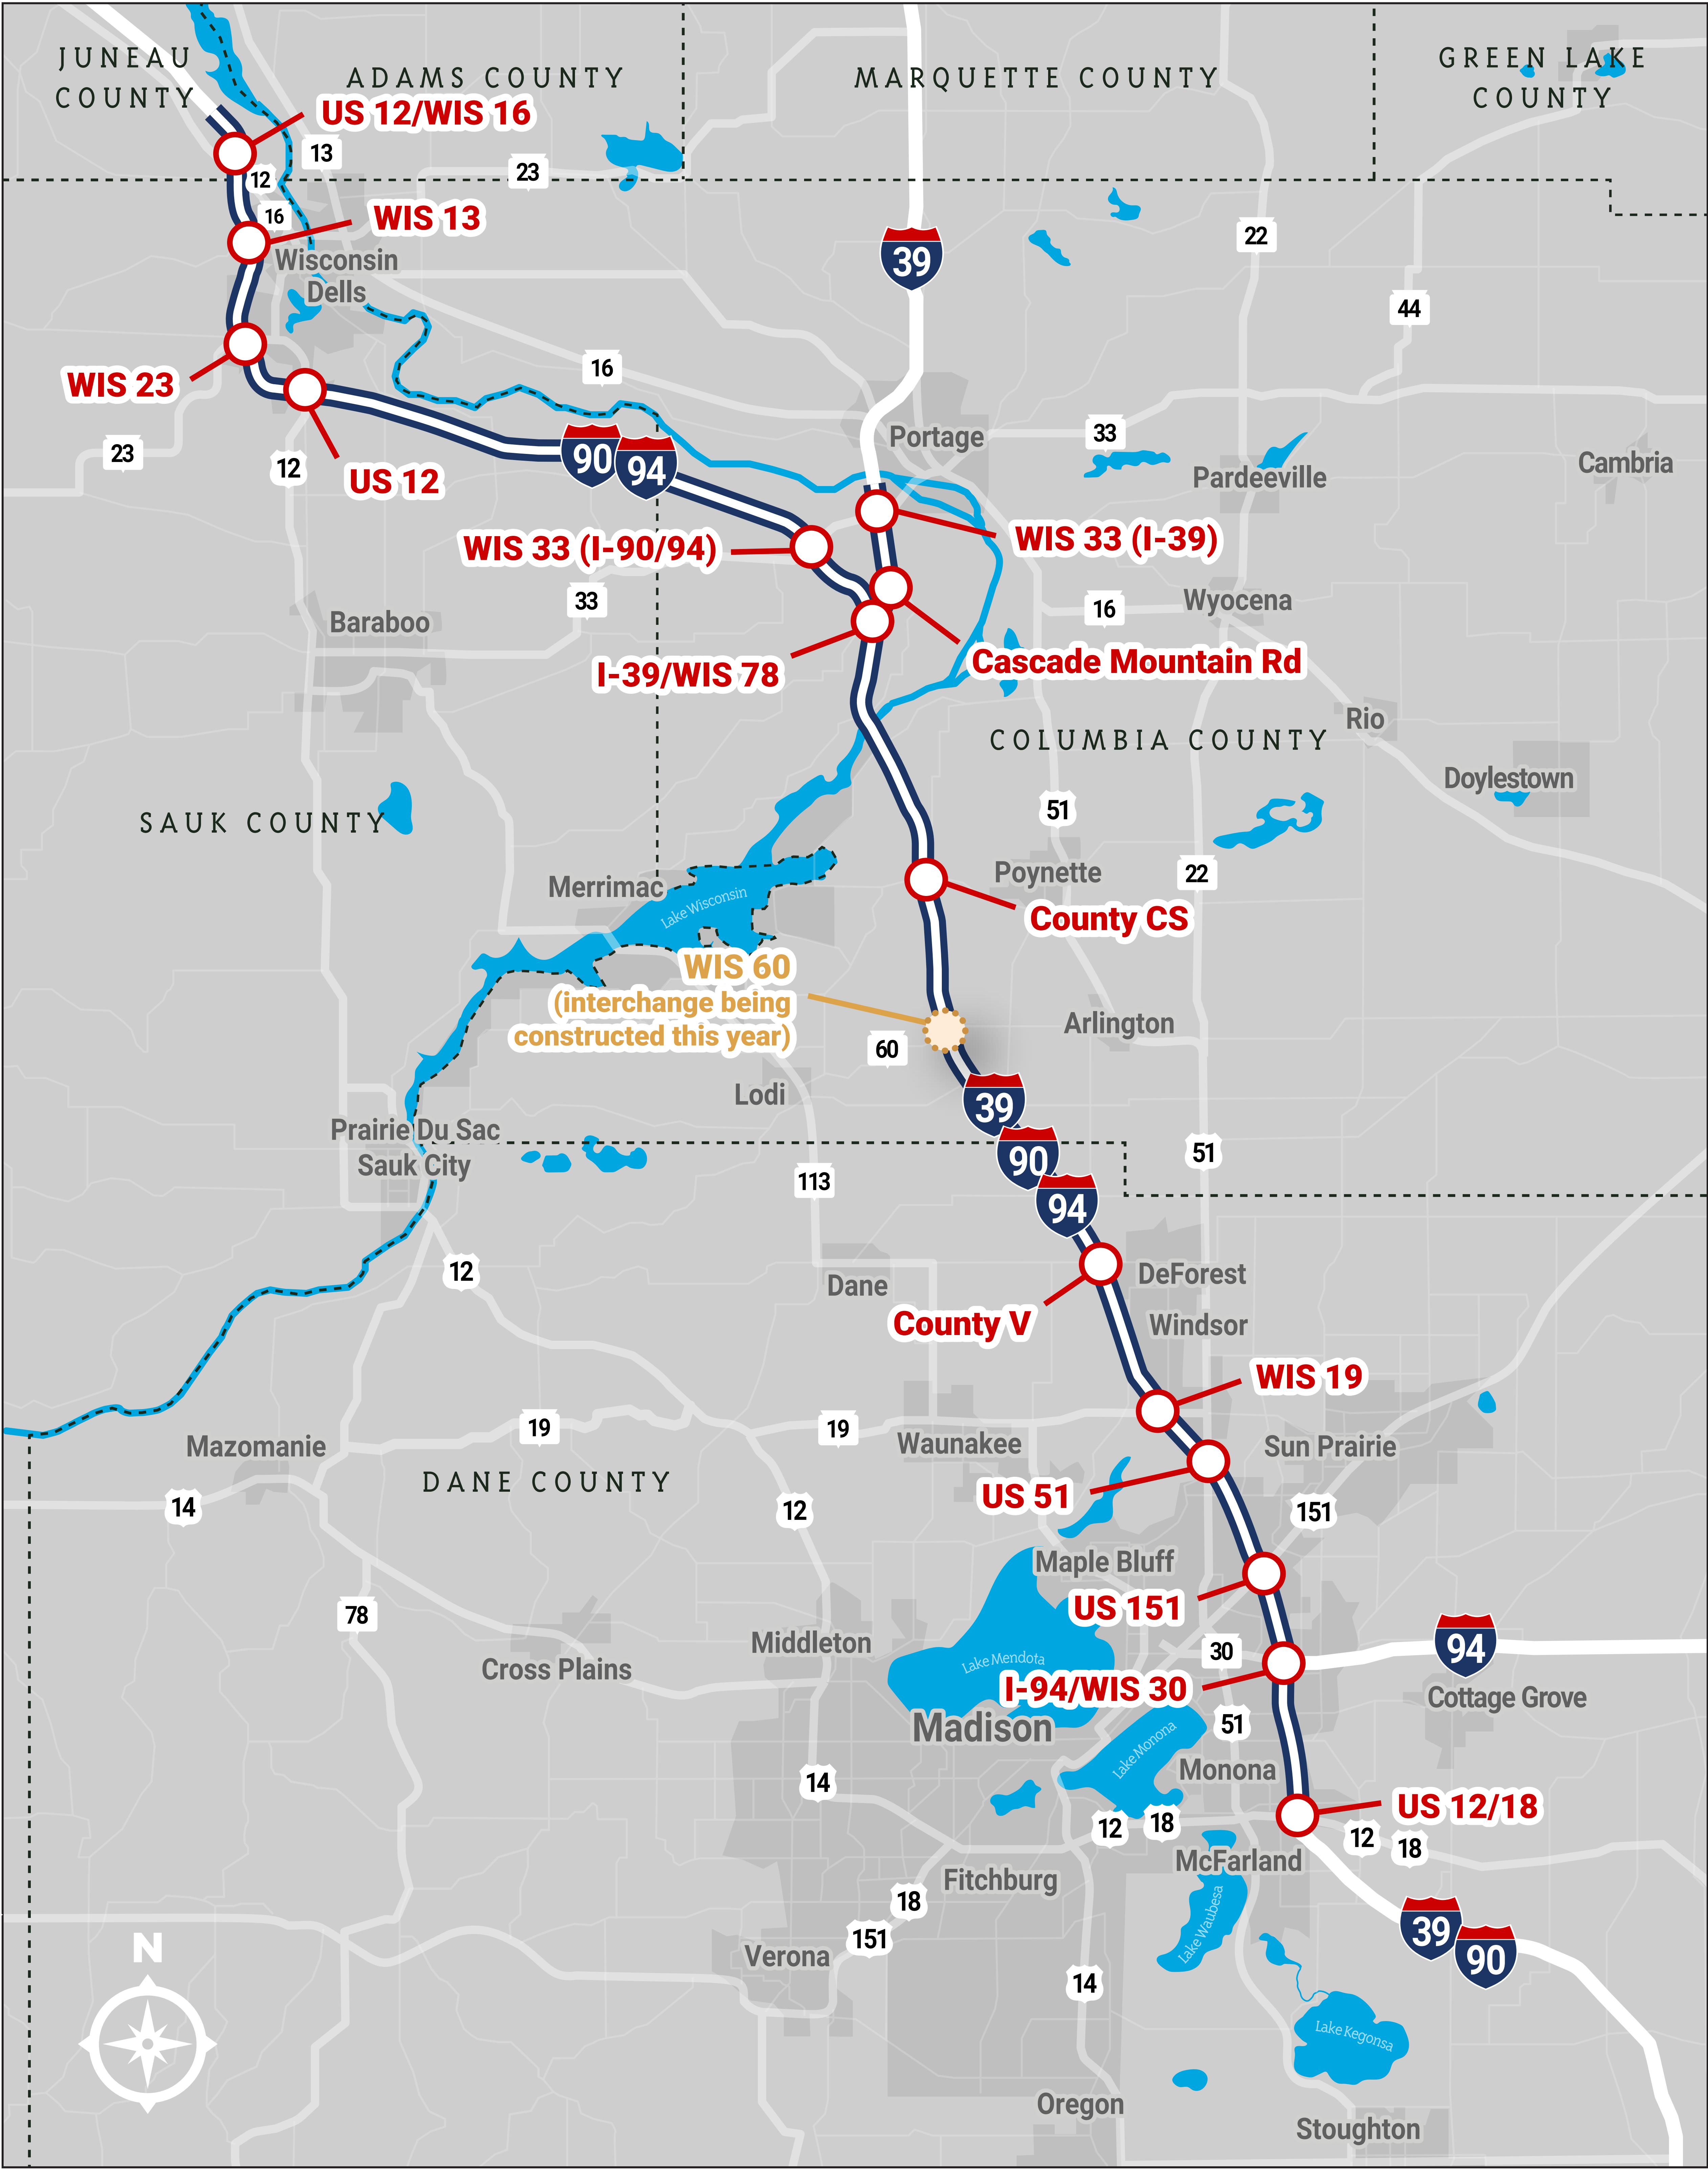 JUNEAU
COUNTY
ADAMS COUNTY
MARQUETTE COUNTY
GREEN LAKE
COUNTY
US 12/WIS 16
13
12
23
16
WIS 13
39
22
Wisconsin
Dells
44
16
WIS 23
23
12
US 12
90
94
Portage
33
Pardeeville
Cambria
WIS 33 (I-90/94)
WIS 33 (I-39)
33
16
Wyocena
Baraboo
I-39/WIS 78
Cascade Mountain Rd
Rio
COLUMBIA COUNTY
Doylestown
SAUK COUNTY
51
Poynette
22
Merrimac
Lake Wisconsin
County CS
WIS 60
(interchange being
constructed this year)
60
Arlington
Lodi
39
90
94
Prairie Du Sac
Sauk City
51
113
12
Dane
DeForest
County V
Windsor
WIS 19
19
19
Waunakee
Sun Prairie
Mazomanie
DANE COUNTY
14
12
US 51
151
Maple Bluff
US 151
78
Middleton
Cross Plains
Lake Mendota
30
94
I-94/WIS 30
Cottage Grove
Madison
51
Lake Monona
Monona
14
12
18
US 12/18
12
18
McFarland
Fitchburg
18
151
Verona
Lake Waubesa
39
90
14
N
Lake Kegonsa
Oregon
Stoughton